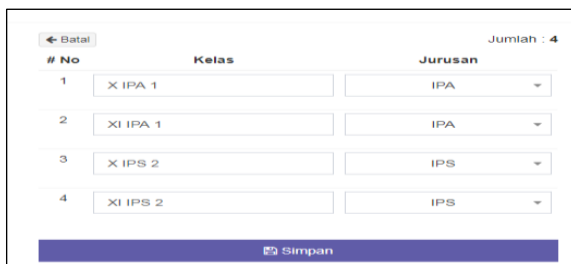 Batal Jumlah : 4
# No Kelas Jurusan
1 X IPA 1 IPA
2 XI IPA 1 IPA
3 X IPS 2 IPS
4 XI IPS 2 IPS
Simpan